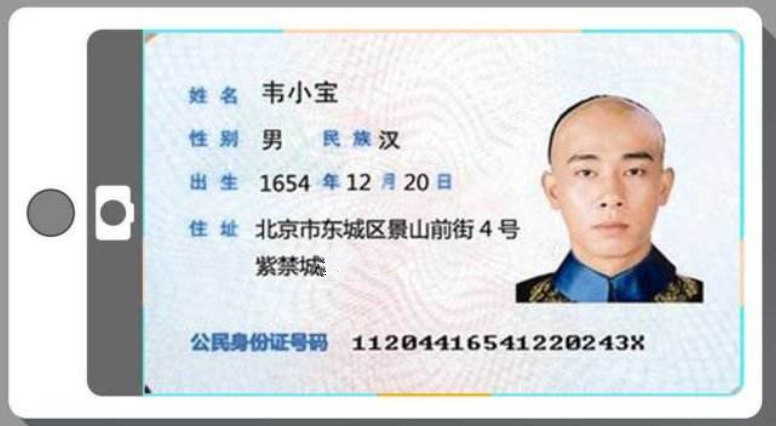 姓名 韦小宝
性别 男 民族 汉
出生 1654 年 12 月 20 日
住址 北京市东城区景山前街 4 号
紫禁城
公民身份证号码 11204416541220243X